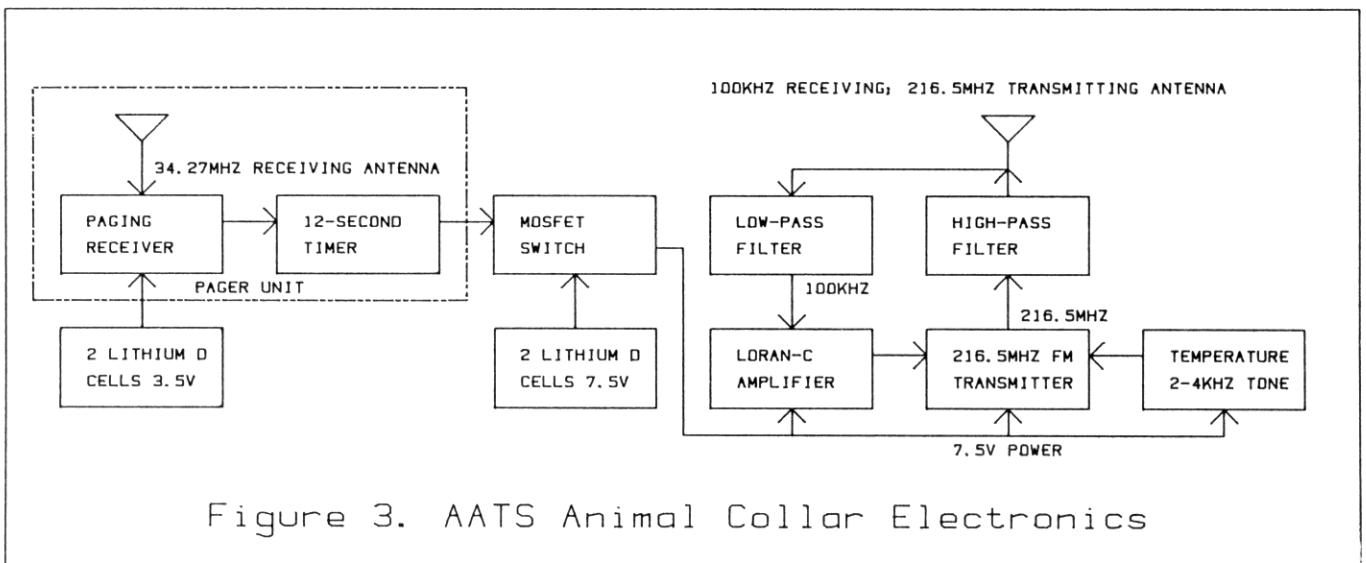 100KHZ RECEIVING; 216.5MHZ TRANSMITTING ANTENNA
34.27MHZ RECEIVING ANTENNA
PAGING
RECEIVER
12-SECOND
TIMER
PAGER UNIT
MOSFET
SWITCH
LOW-PASS
FILTER
HIGH-PASS
FILTER
100KHZ
216.5MHZ
2 LITHIUM D
CELLS 3.5V
2 LITHIUM D
CELLS 7.5V
LORAN-C
AMPLIFIER
216.5MHZ FM
TRANSMITTER
TEMPERATURE
2-4KHZ TONE
7.5V POWER
Figure 3. AATS Animal Collar Electronics